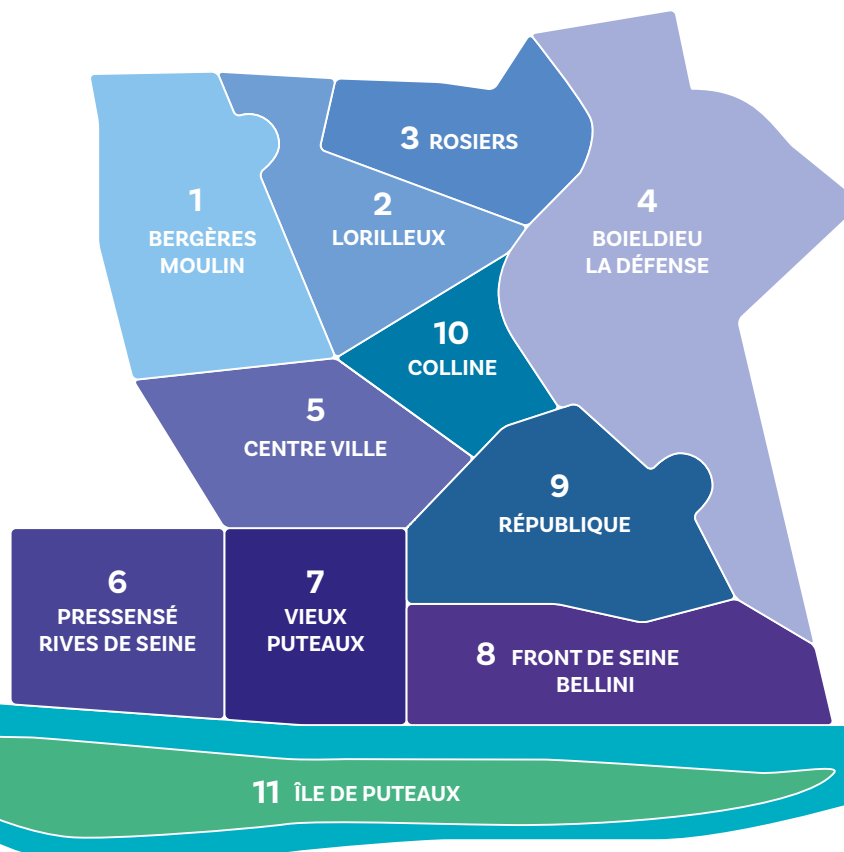 1
BERGÈRES
MOULIN
2
LORILLEUX
3 ROSIERS
4
BOIELDIEU
LA DÉFENSE
10
COLLINE
5
CENTRE VILLE
9
RÉPUBLIQUE
6
PRESSENSÉ
RIVES DE SEINE
7
VIEUX
PUTEAUX
8 FRONT DE SEINE
BELLINI
11 ÎLE DE PUTEAUX